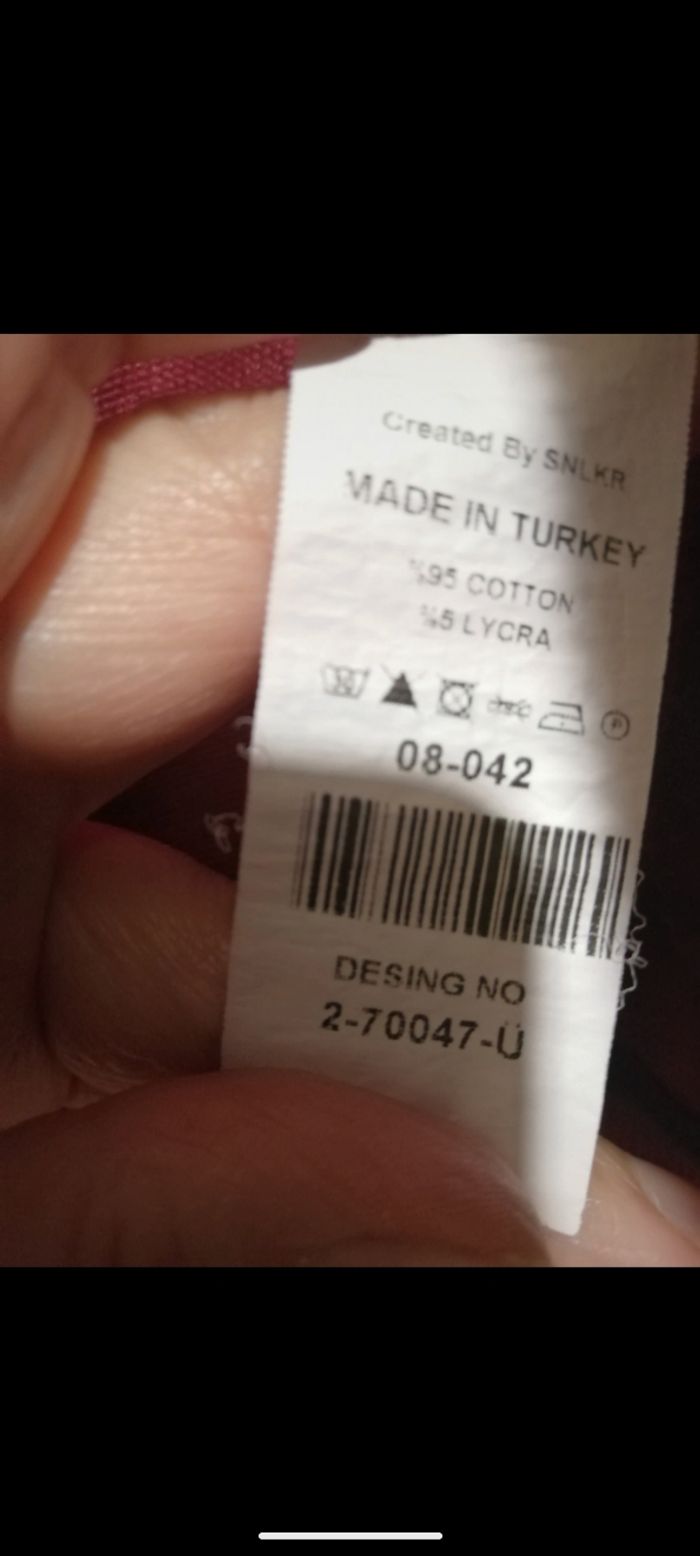 Created By SNLKR
MADE IN TURKEY
%95 COTTON
%5 LYCRA
08-042
DESING NO
2-70047-Ü